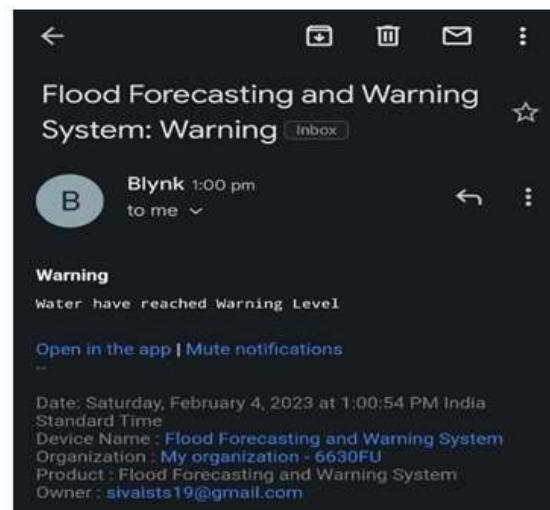 Flood Forecasting and Warning
System: Warning Inbox
B
Blynk 1:00 pm
to me
Warning
Water have reached Warning Level
Open in the app | Mute notifications
--
Date: Saturday, February 4, 2023 at 1:00:54 PM India
Standard Time
Device Name : Flood Forecasting and Warning System
Organization : My organization - 6630FU
Product : Flood Forecasting and Warning System
Owner : sivaists19@gmail.com